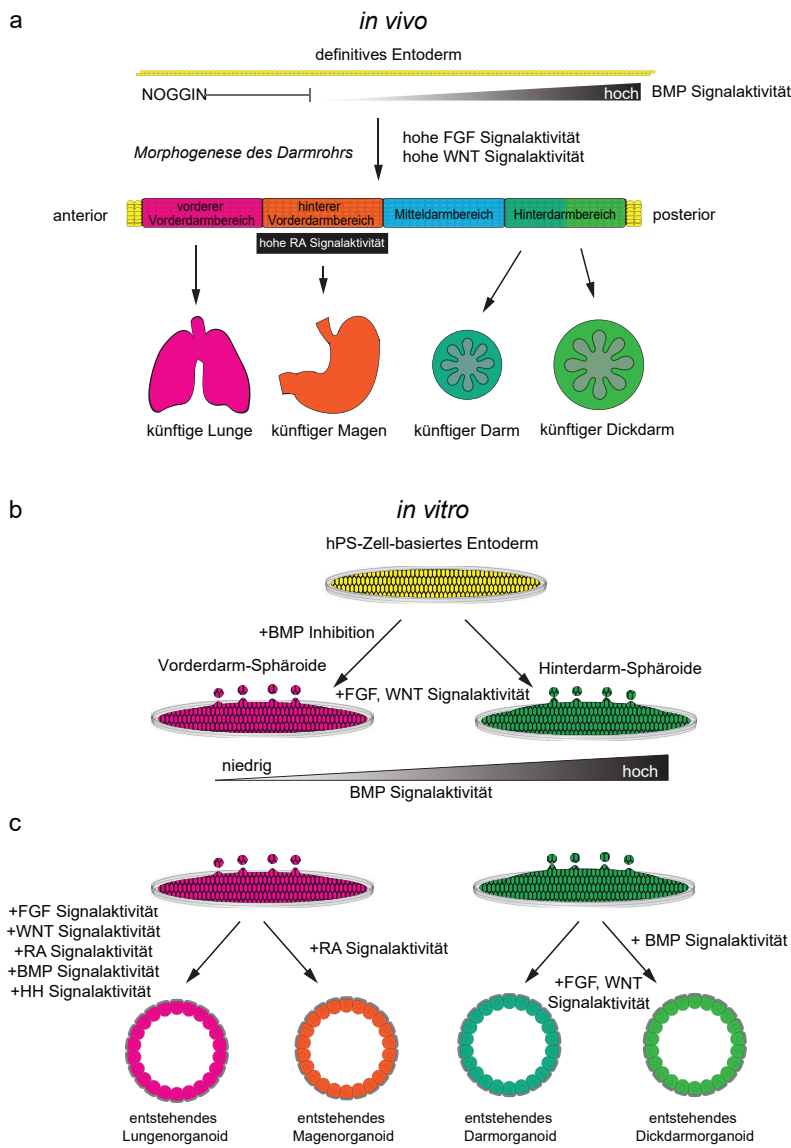 a
in vivo
definitives Entoderm
NOGGIN
hoch
BMP Signalaktivität
Morphogenese des Darmrohrs
hohe FGF Signalaktivität
hohe WNT Signalaktivität
anterior
vorderer
Vorderdarmbereich
hinterer
Vorderdarmbereich
Mitteldarmbereich
Hinterdarmbereich
posterior
hohe RA Signalaktivität
künftige Lunge
künftiger Magen
künftiger Darm
künftiger Dickdarm
b
in vitro
hPS-Zell-basiertes Entoderm
+BMP Inhibition
Vorderdarm-Sphäroide
Hinterdarm-Sphäroide
+FGF, WNT Signalaktivität
niedrig
hoch
BMP Signalaktivität
c
+FGF Signalaktivität
+WNT Signalaktivität
+RA Signalaktivität
+BMP Signalaktivität
+HH Signalaktivität
+RA Signalaktivität
+FGF, WNT
Signalaktivität
+ BMP Signalaktivität
entstehendes
Lungenorganoid
entstehendes
Magenorganoid
entstehendes
Darmorganoid
entstehendes
Dickdarmorganoid